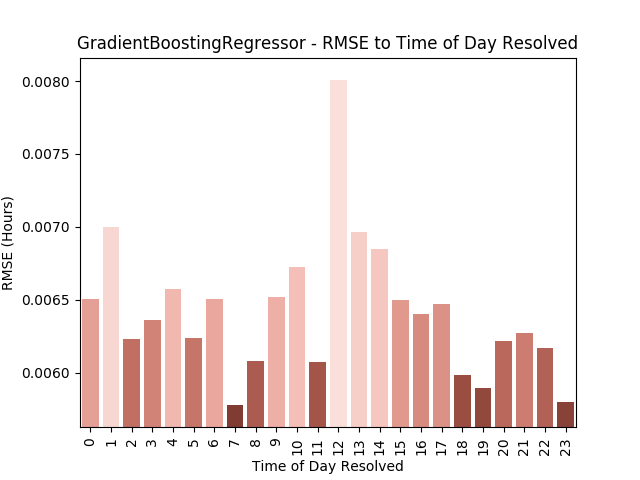 GradientBoostingRegressor - RMSE to Time of Day Resolved
0.0080
0.0075
0.0070
0.0065
0.0060
RMSE (Hours)
0 1 2 3 4 5 6 7 8 9 10 11 12 13 14 15 16 17 18 19 20 21 22 23
Time of Day Resolved